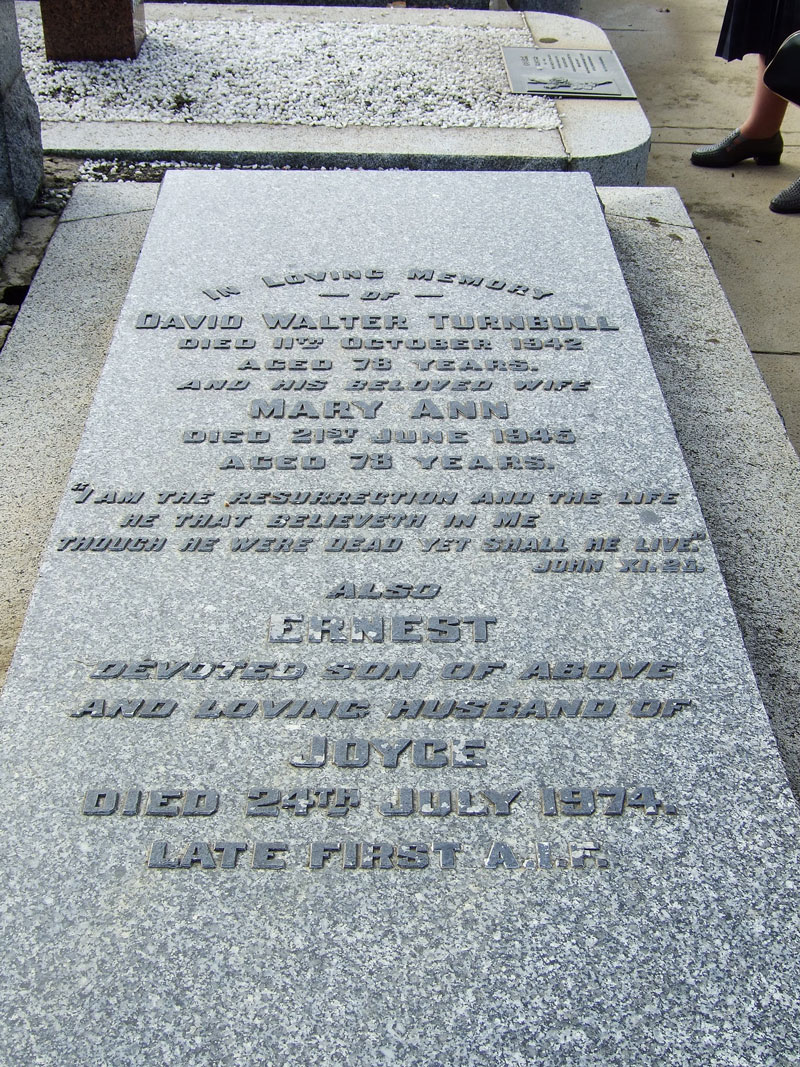 IN LOVING MEMORY
— OF —
DAVID WALTER TURNBULL
DIED 11TH OCTOBER 1942
AGED 78 YEARS.
AND HIS BELOVED WIFE
MARY ANN
DIED 21ST JUNE 1945
AGED 78 YEARS.
"I AM THE RESURRECTION AND THE LIFE
HE THAT BELIEVETH IN ME
THOUGH HE WERE DEAD YET SHALL HE LIVE."
JOHN XI.25.
ALSO
ERNEST
DEVOTED SON OF ABOVE
AND LOVING HUSBAND OF
JOYCE
DIED 24TH JULY 1974.
LATE FIRST A.I.F.